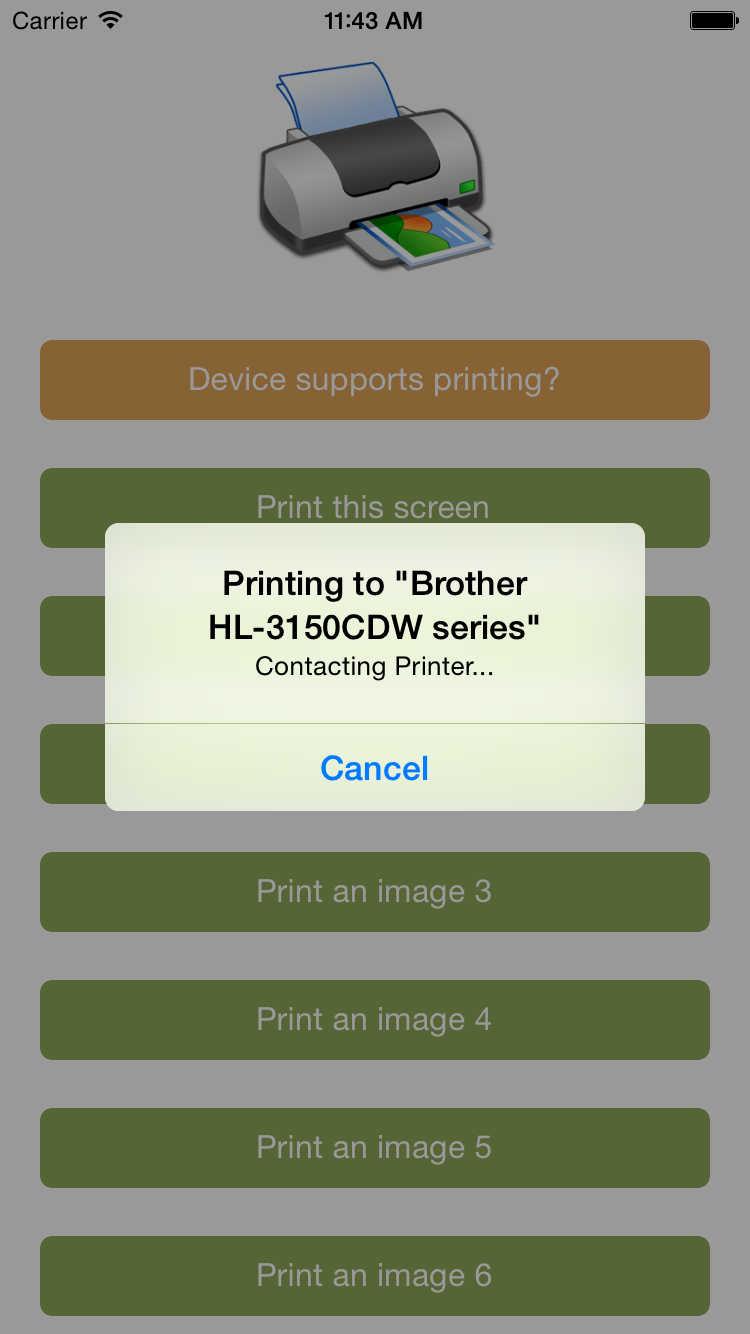 Carrier 11:43 AM
Device supports printing?
Print this screen
Printing to "Brother
HL-3150CDW series"
Contacting Printer...
Cancel
Print an image 3
Print an image 4
Print an image 5
Print an image 6